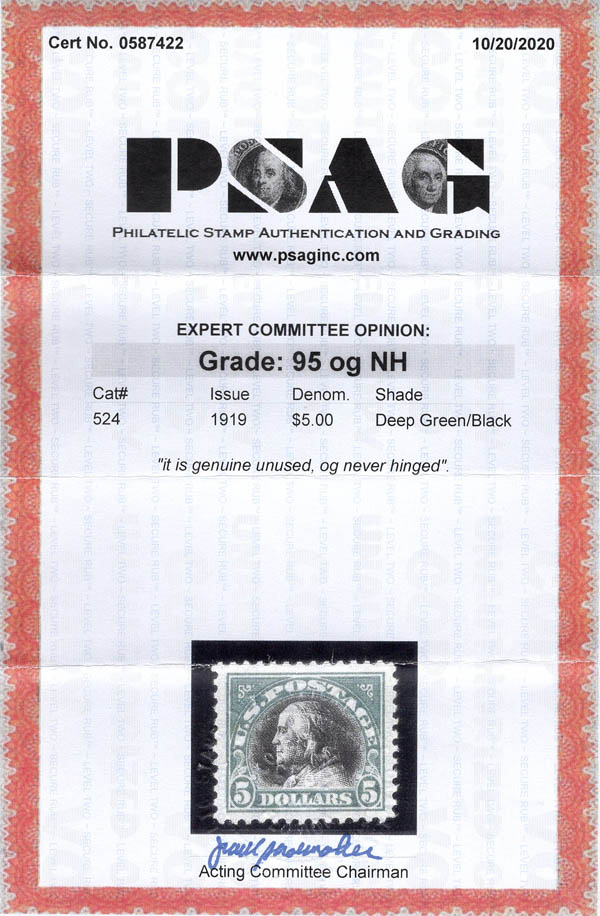 Cert No. 0587422 10/20/2020
PSAG
PHILATELIC STAMP AUTHENTICATION AND GRADING
www.psaginc.com
EXPERT COMMITTEE OPINION:
Grade: 95 og NH
Cat# Issue Denom. Shade
524 1919 $5.00 Deep Green/Black
"it is genuine unused, og never hinged".
U.S. POSTAGE
5 DOLLARS 5
Acting Committee Chairman